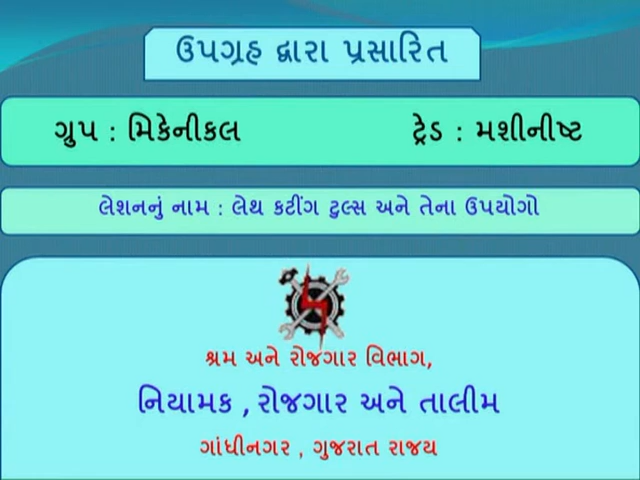 ઉપગ્રહ દ્વારા પ્રસારિત
ગ્રુપ : મિકેનીકલ ટ્રેડ : મશીનીષ્ટ
લેશનનું નામ : લેથ કટીંગ ટુલ્સ અને તેના ઉપયોગો
શ્રમ અને રોજગાર વિભાગ,
નિયામક , રોજગાર અને તાલીમ
ગાંધીનગર , ગુજરાત રાજય